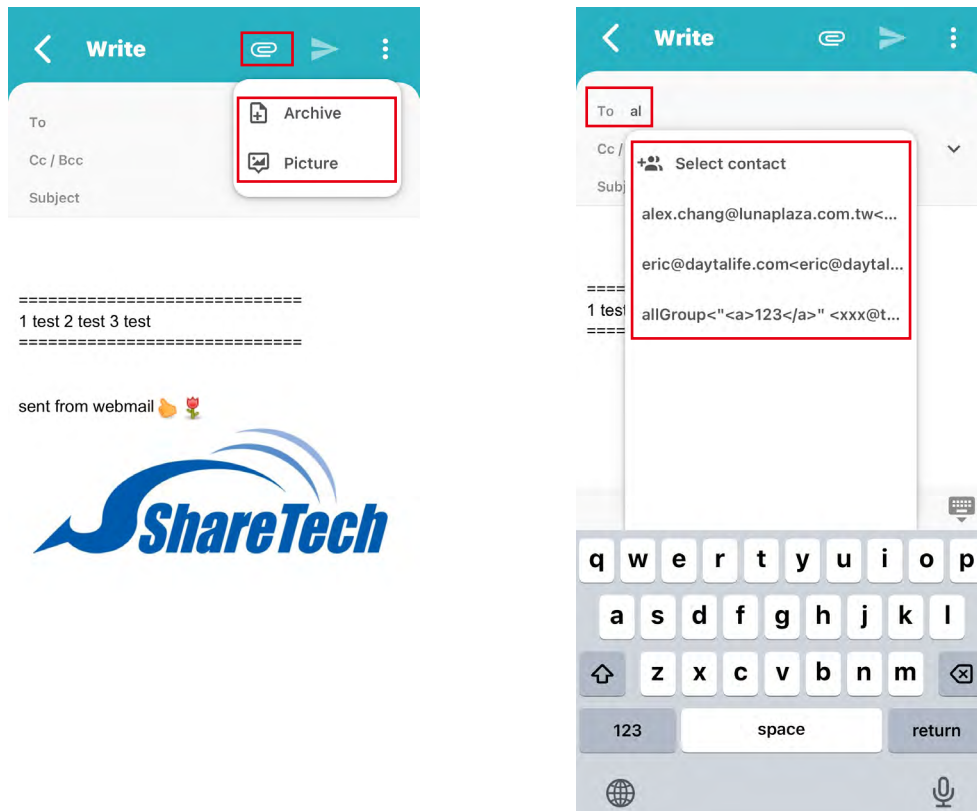 Write
Archive
Picture
To
Cc / Bcc
Subject
==============================
1 test 2 test 3 test
==============================
sent from webmail
ShareTech
Write
To al
Cc /
Select contact
Subj
alex.chang@lunaplaza.com.tw<...
eric@daytalife.com<eric@daytal...
====
1 test
allGroup<"<a>123</a>" <xxx@t...
====
q w e r t y u i o p
a s d f g h j k l
z x c v b n m
123 space return